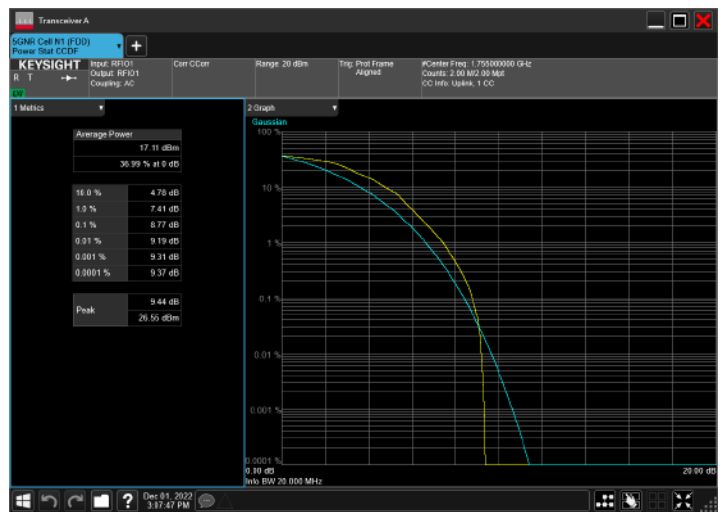 Transceiver A
5GNR Cell N1 (FDD)
Power Stat CCDF
KEYSIGHT
R T
Input: RFIO1
Output: RFIO1
Coupling: AC
Corr CCorr
Range: 20 dBm
Trig: Prot Frame
Aligned
#Center Freq: 1.755000000 GHz
Counts: 2.00 M/2.00 Mpt
CC Info: Uplink, 1 CC
1 Metrics
Average Power
17.11 dBm
36.99 % at 0 dB
10.0 % 4.78 dB
1.0 % 7.41 dB
0.1 % 8.77 dB
0.01 % 9.19 dB
0.001 % 9.31 dB
0.0001 % 9.37 dB
Peak 9.44 dB
26.55 dBm
2 Graph
Gaussian
100 %
10 %
1 %
0.1 %
0.01 %
0.001 %
0.0001 %
0.00 dB
20.00 dB
Info BW 20.000 MHz
?
Dec 01, 2022
3:07:47 PM